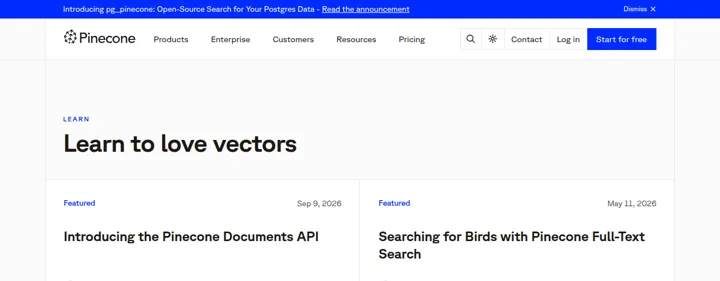 Introducing pg_pinecone: Open-Source Search for Your Postgres Data - Read the announcement
Dismiss
Pinecone
Products
Enterprise
Customers
Resources
Pricing
Contact
Log in
Start for free
LEARN
Learn to love vectors
Featured
Sep 9, 2026
Introducing the Pinecone Documents API
Featured
May 11, 2026
Searching for Birds with Pinecone Full-Text
Search